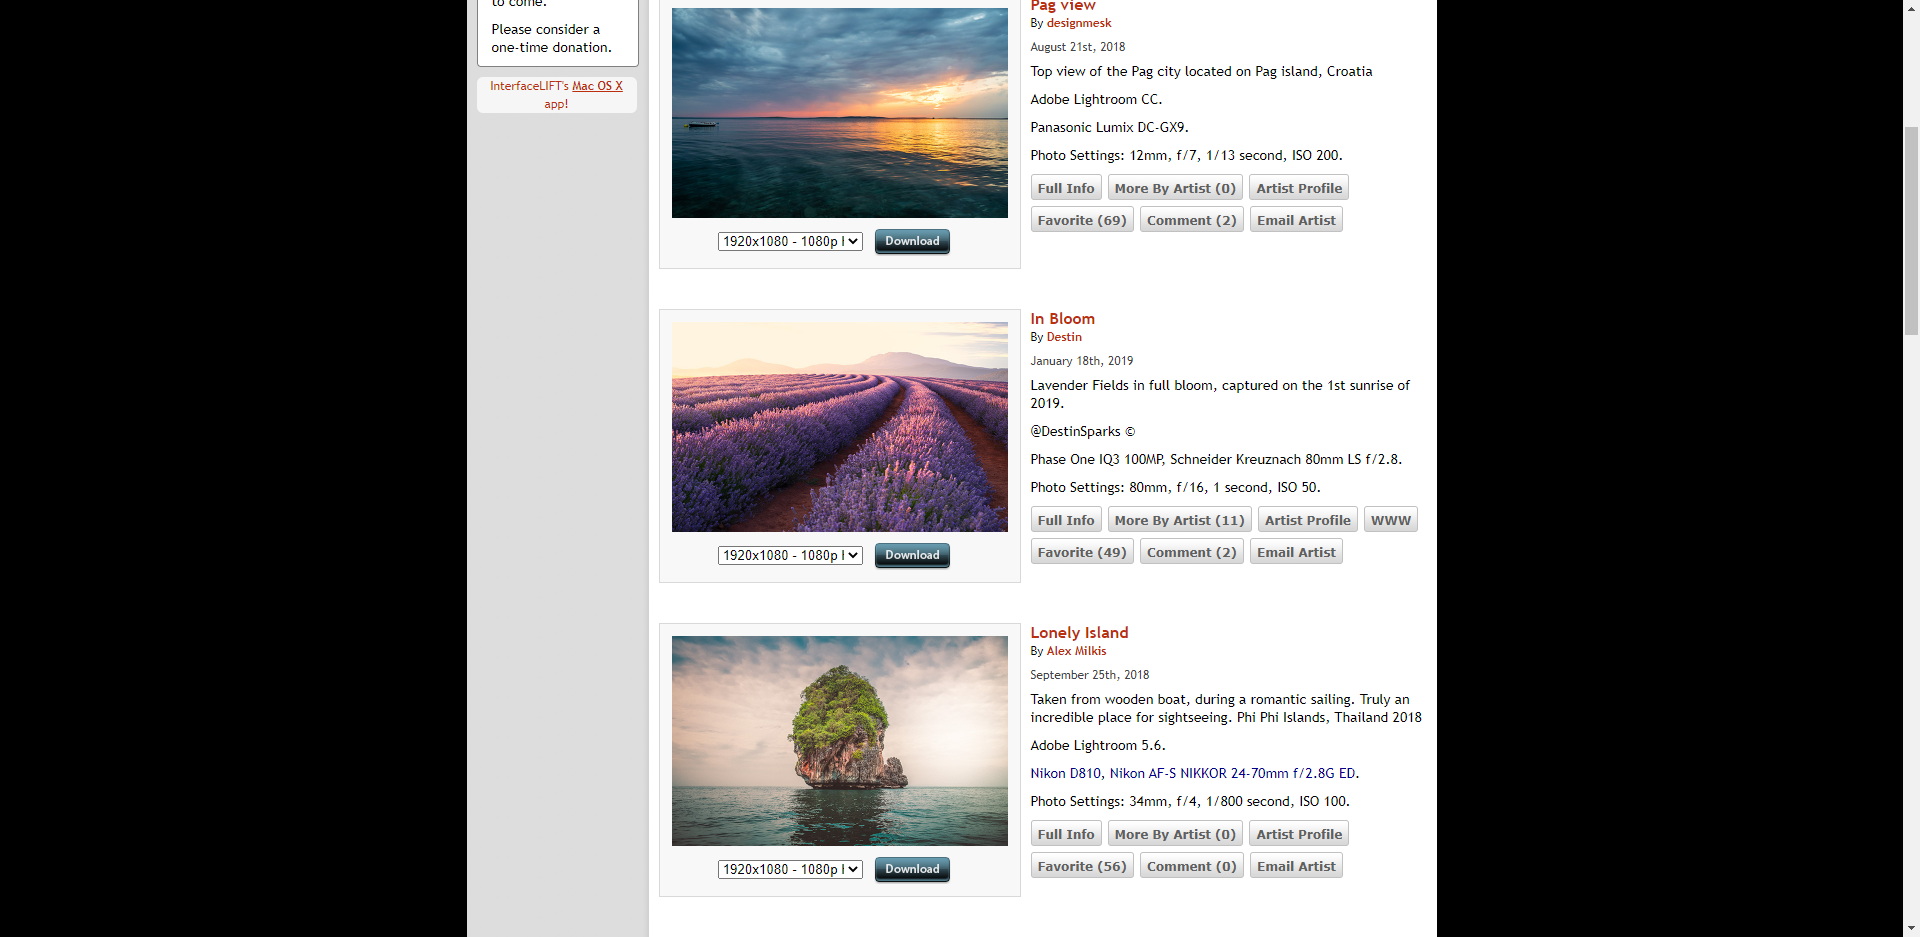 to come.
Please consider a
one-time donation.
InterfaceLIFT's Mac OS X
app!
Pag view
By designmesk
August 21st, 2018
Top view of the Pag city located on Pag island, Croatia
Adobe Lightroom CC.
Panasonic Lumix DC-GX9.
Photo Settings: 12mm, f/7, 1/13 second, ISO 200.
Full Info More By Artist (0) Artist Profile
Favorite (69) Comment (2) Email Artist
1920x1080 - 1080p Download
In Bloom
By Destin
January 18th, 2019
Lavender Fields in full bloom, captured on the 1st sunrise of
2019.
@DestinSparks ©
Phase One IQ3 100MP, Schneider Kreuznach 80mm LS f/2.8.
Photo Settings: 80mm, f/16, 1 second, ISO 50.
Full Info More By Artist (11) Artist Profile WWW
Favorite (49) Comment (2) Email Artist
1920x1080 - 1080p Download
Lonely Island
By Alex Milkis
September 25th, 2018
Taken from wooden boat, during a romantic sailing. Truly an
incredible place for sightseeing. Phi Phi Islands, Thailand 2018
Adobe Lightroom 5.6.
Nikon D810, Nikon AF-S NIKKOR 24-70mm f/2.8G ED.
Photo Settings: 34mm, f/4, 1/800 second, ISO 100.
Full Info More By Artist (0) Artist Profile
Favorite (56) Comment (0) Email Artist
1920x1080 - 1080p Download